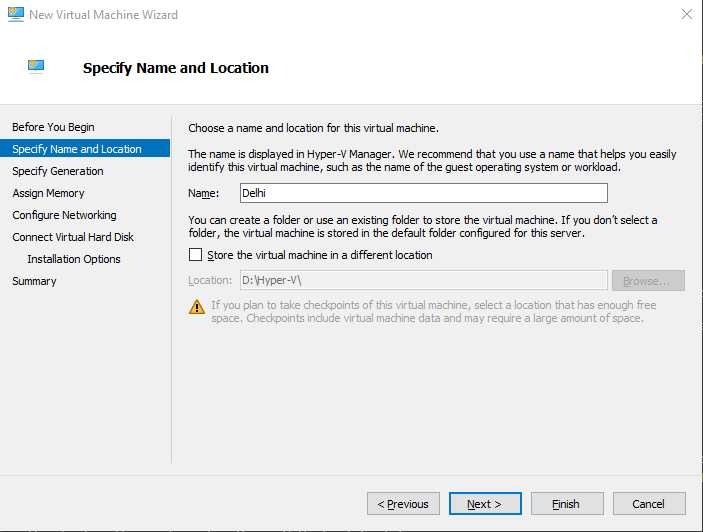 New Virtual Machine Wizard
Specify Name and Location
Before You Begin
Specify Name and Location
Specify Generation
Assign Memory
Configure Networking
Connect Virtual Hard Disk
Installation Options
Summary
Choose a name and location for this virtual machine.
The name is displayed in Hyper-V Manager. We recommend that you use a name that helps you easily
identify this virtual machine, such as the name of the guest operating system or workload.
Name: Delhi
You can create a folder or use an existing folder to store the virtual machine. If you don't select a
folder, the virtual machine is stored in the default folder configured for this server.
Store the virtual machine in a different location
Location: D:\Hyper-V\ Browse...
If you plan to take checkpoints of this virtual machine, select a location that has enough free
space. Checkpoints include virtual machine data and may require a large amount of space.
< Previous Next > Finish Cancel